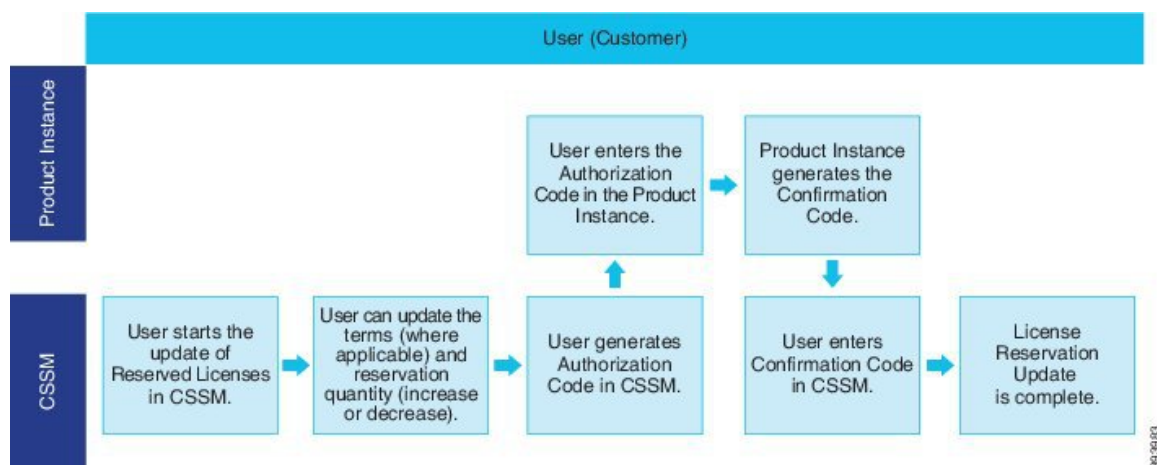 User (Customer)
Product Instance
User enters the
Authorization
Code in the Product
Instance.
Product Instance
generates the
Confirmation
Code.
CSSM
User starts the
update of
Reserved Licenses
in CSSM.
User can update the
terms (where
applicable) and
reservation
quantity (increase
or decrease).
User generates
Authorization
Code in CSSM.
User enters
Confirmation Code
in CSSM.
License
Reservation
Update
is complete.